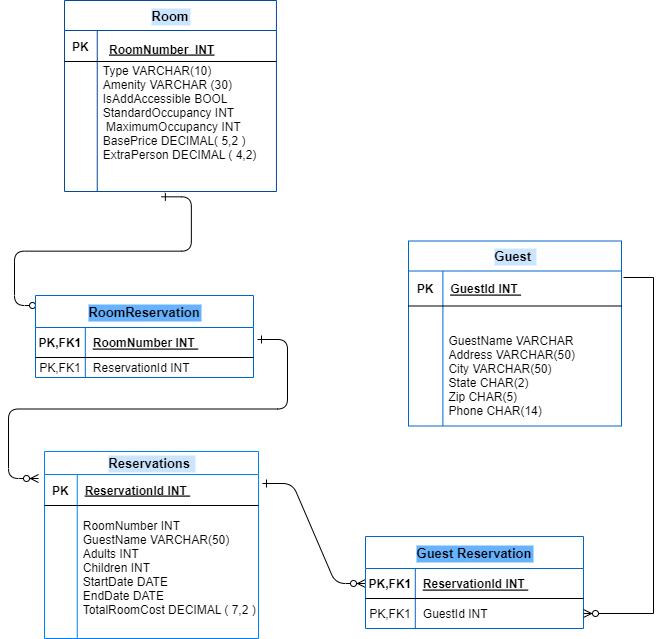 Room
PK RoomNumber INT
Type VARCHAR(10)
Amenity VARCHAR (30)
IsAddAccessible BOOL
StandardOccupancy INT
MaximumOccupancy INT
BasePrice DECIMAL( 5,2 )
ExtraPerson DECIMAL ( 4,2)
Guest
PK GuestId INT
GuestName VARCHAR
Address VARCHAR(50)
City VARCHAR(50)
State CHAR(2)
Zip CHAR(5)
Phone CHAR(14)
RoomReservation
PK,FK1 RoomNumber INT
PK,FK1 ReservationId INT
Reservations
PK ReservationId INT
RoomNumber INT
GuestName VARCHAR(50)
Adults INT
Children INT
StartDate DATE
EndDate DATE
TotalRoomCost DECIMAL ( 7,2 )
Guest Reservation
PK,FK1 ReservationId INT
PK,FK1 GuestId INT